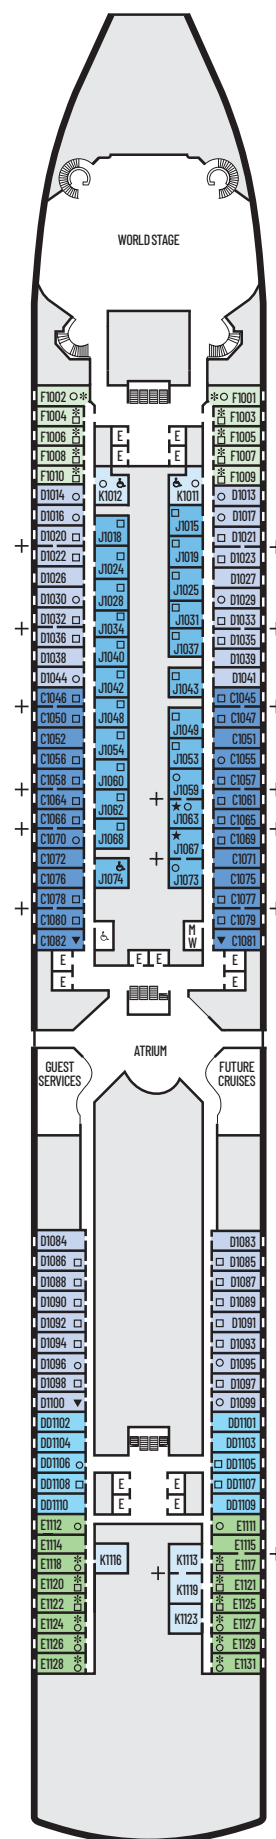 WORLD STAGE
F1002
F1001
F1004
F1003
F1006
F1005
F1008
F1007
F1010
F1009
E
E
E
E
K1012
K1011
D1014
D1013
D1016
D1017
D1020
D1021
D1022
D1023
D1026
D1027
D1030
D1029
D1032
D1033
D1036
D1035
D1038
D1039
D1044
D1041
J1018
J1015
J1024
J1019
J1028
J1025
J1034
J1031
J1040
J1037
J1042
J1043
J1048
J1049
J1054
J1053
J1060
J1059
J1062
J1063
J1068
J1067
J1074
J1073
C1046
C1045
C1050
C1047
C1052
C1051
C1056
C1055
C1058
C1057
C1064
C1061
C1066
C1065
C1070
C1069
C1072
C1071
C1076
C1075
C1078
C1077
C1080
C1079
C1082
C1081
M
W
E
E
E
E
E
E
ATRIUM
GUEST
SERVICES
FUTURE
CRUISES
D1084
D1083
D1086
D1085
D1088
D1087
D1090
D1089
D1092
D1091
D1094
D1093
D1096
D1095
D1098
D1097
D1100
D1099
DD1102
DD1101
DD1104
DD1103
DD1106
DD1105
DD1108
DD1107
DD1110
DD1109
E
E
E
E
E1112
E1111
E1114
E1115
E1118
E1117
E1120
E1121
E1122
E1125
E1124
E1127
E1126
E1129
E1128
E1131
K1116
K1113
K1119
K1123